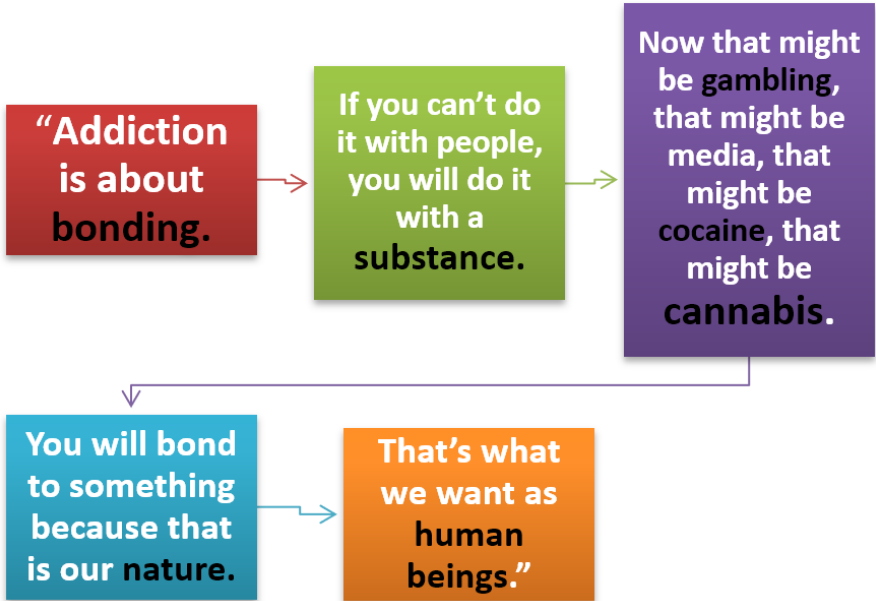 “Addiction
is about
bonding.
If you can’t do
it with people,
you will do it
with a
substance.
Now that might
be gambling,
that might be
media, that
might be
cocaine, that
might be
cannabis.
You will bond
to something
because that
is our nature.
That’s what
we want as
human
beings.”